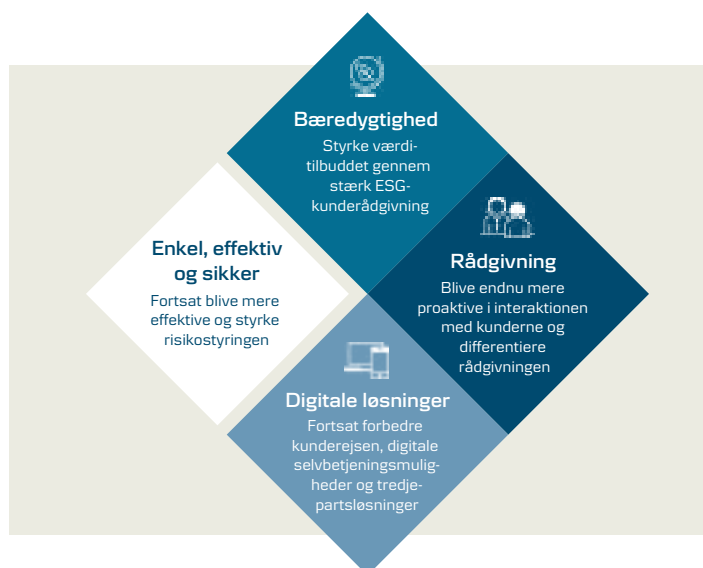 Bæredygtighed
Styrke værdi-
tilbuddet gennem
stærk ESG-
kunderådgivning
Enkel, effektiv
og sikker
Fortsat blive mere
effektive og styrke
risikostyringen
Rådgivning
Blive endnu mere
proaktive i interaktionen
med kunderne og
differentiere
rådgivningen
Digitale løsninger
Fortsat forbedre
kunderejsen, digitale
selvbetjeningsmulig-
heder og tredje-
partsløsninger